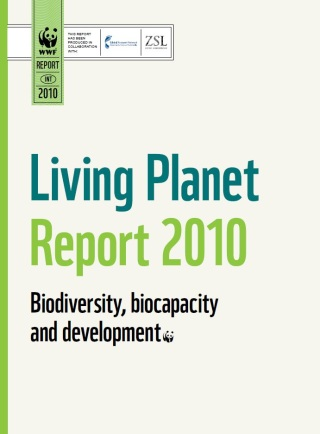 WWF
REPORT
INT
2010
THIS REPORT
HAS BEEN
PRODUCED IN
COLLABORATION
WITH:
ZSL
Living Planet
Report 2010
Biodiversity, biocapacity
and development